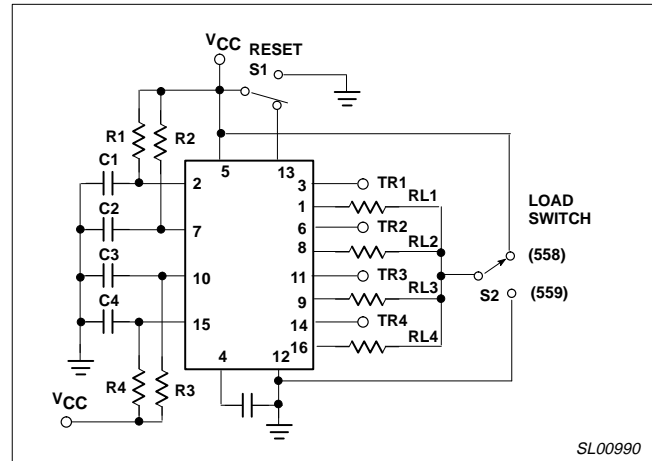 VCC
RESET
S1
R1
R2
C1
5
13
2
3
TR1
1
RL1
LOAD
SWITCH
C2
6
TR2
7
8
RL2
(558)
C3
10
11
TR3
S2
(559)
9
RL3
C4
15
14
TR4
16
RL4
4
12
R4
R3
VCC
SL00990